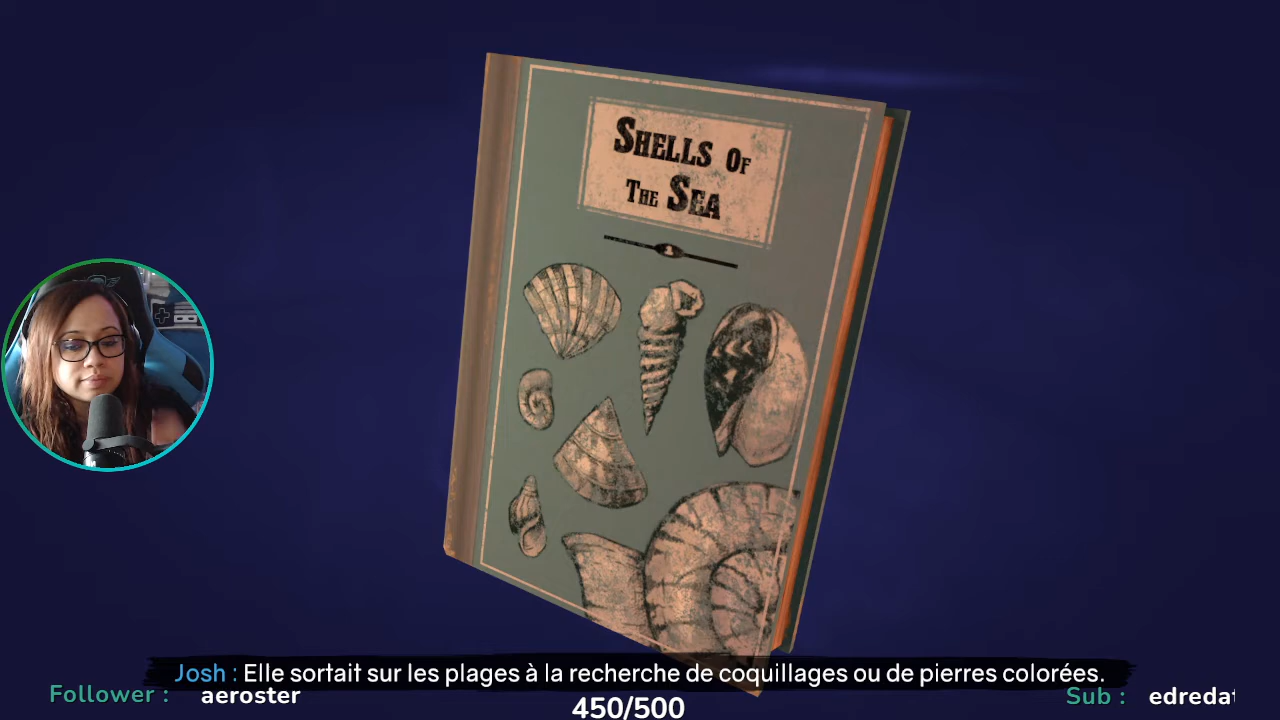 SHELLS OF
THE SEA
Josh : Elle sortait sur les plages à la recherche de coquillages ou de pierres colorées.
Follower : aeroster
450/500
Sub : edreda